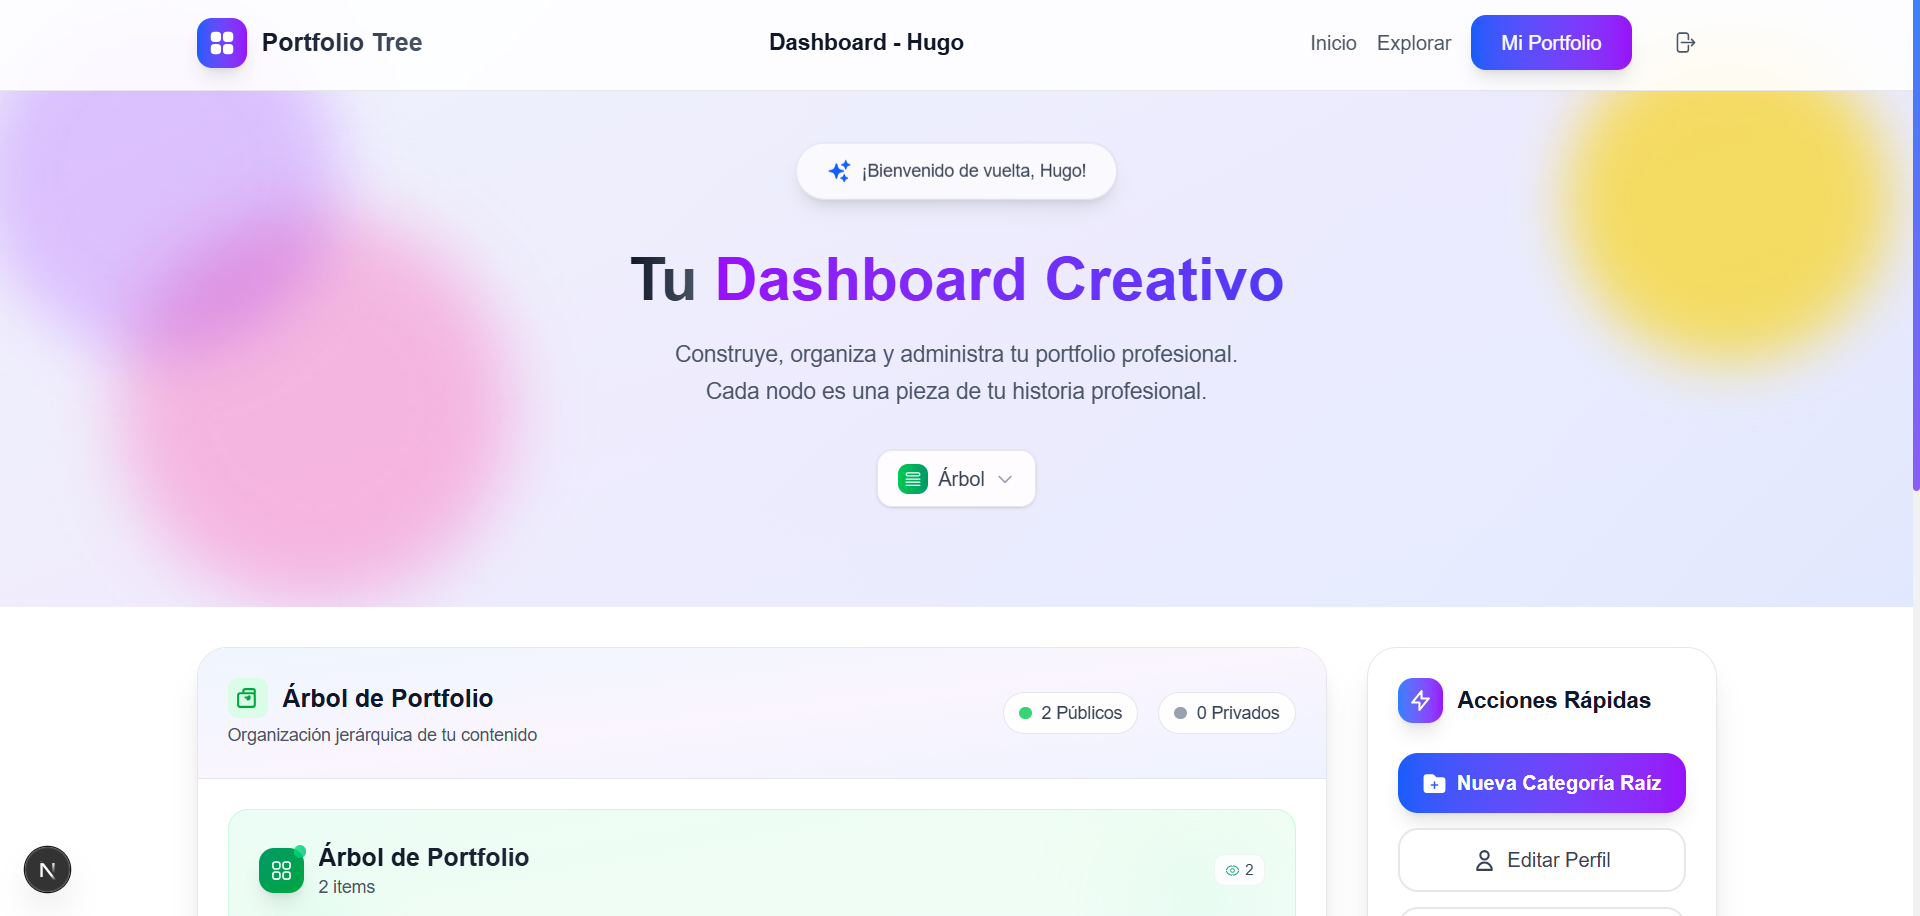 Portfolio Tree
Dashboard - Hugo
Inicio
Explorar
Mi Portfolio
¡Bienvenido de vuelta, Hugo!
Tu Dashboard Creativo
Construye, organiza y administra tu portfolio profesional.
Cada nodo es una pieza de tu historia profesional.
Árbol
Árbol de Portfolio
Organización jerárquica de tu contenido
2 Públicos
0 Privados
Árbol de Portfolio
2 items
2
Acciones Rápidas
Nueva Categoría Raíz
Editar Perfil
N